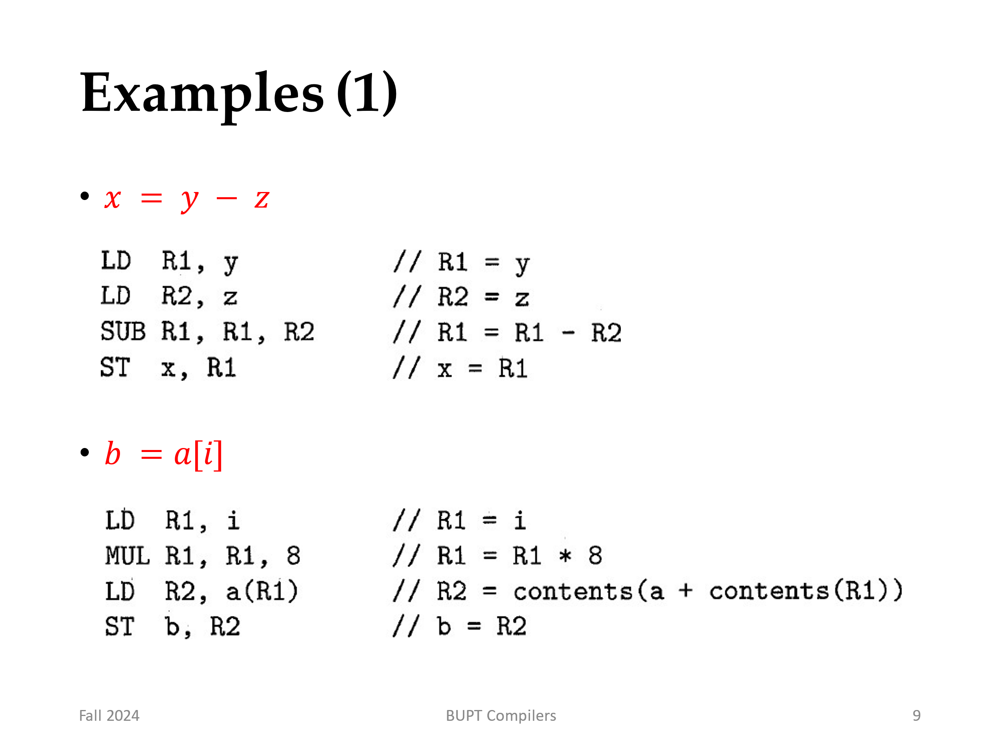 Examples (1)
• x = y − z
LD R1, y // R1 = y
LD R2, z // R2 = z
SUB R1, R1, R2 // R1 = R1 - R2
ST x, R1 // x = R1
• b = a[i]
LD R1, i // R1 = i
MUL R1, R1, 8 // R1 = R1 * 8
LD R2, a(R1) // R2 = contents(a + contents(R1))
ST b, R2 // b = R2
Fall 2024 BUPT Compilers 9